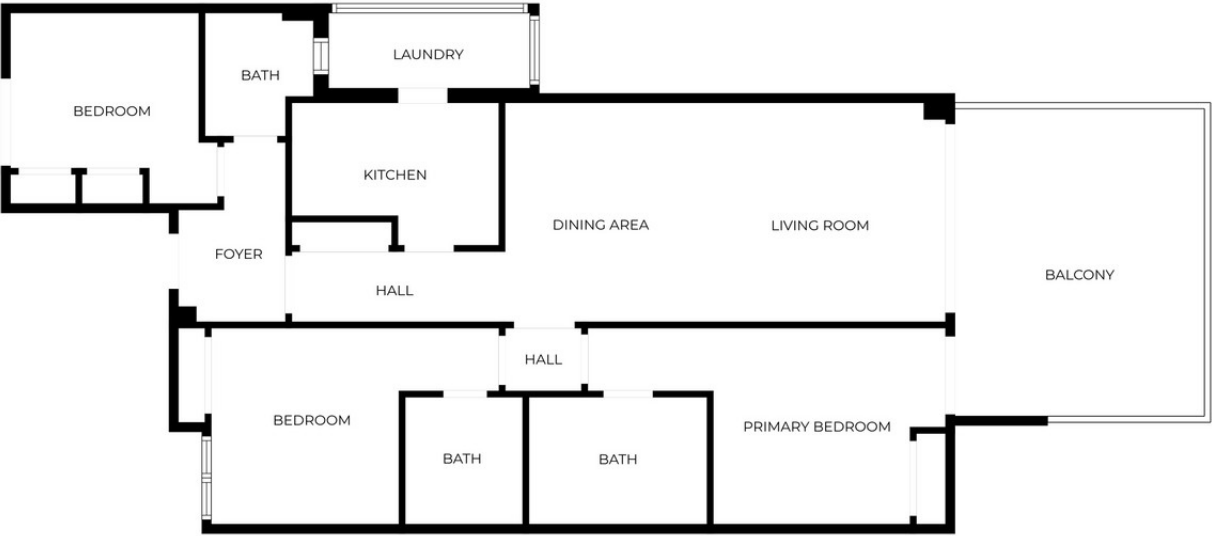 LAUNDRY
BATH
BEDROOM
KITCHEN
DINING AREA
LIVING ROOM
FOYER
BALCONY
HALL
HALL
BEDROOM
PRIMARY BEDROOM
BATH
BATH